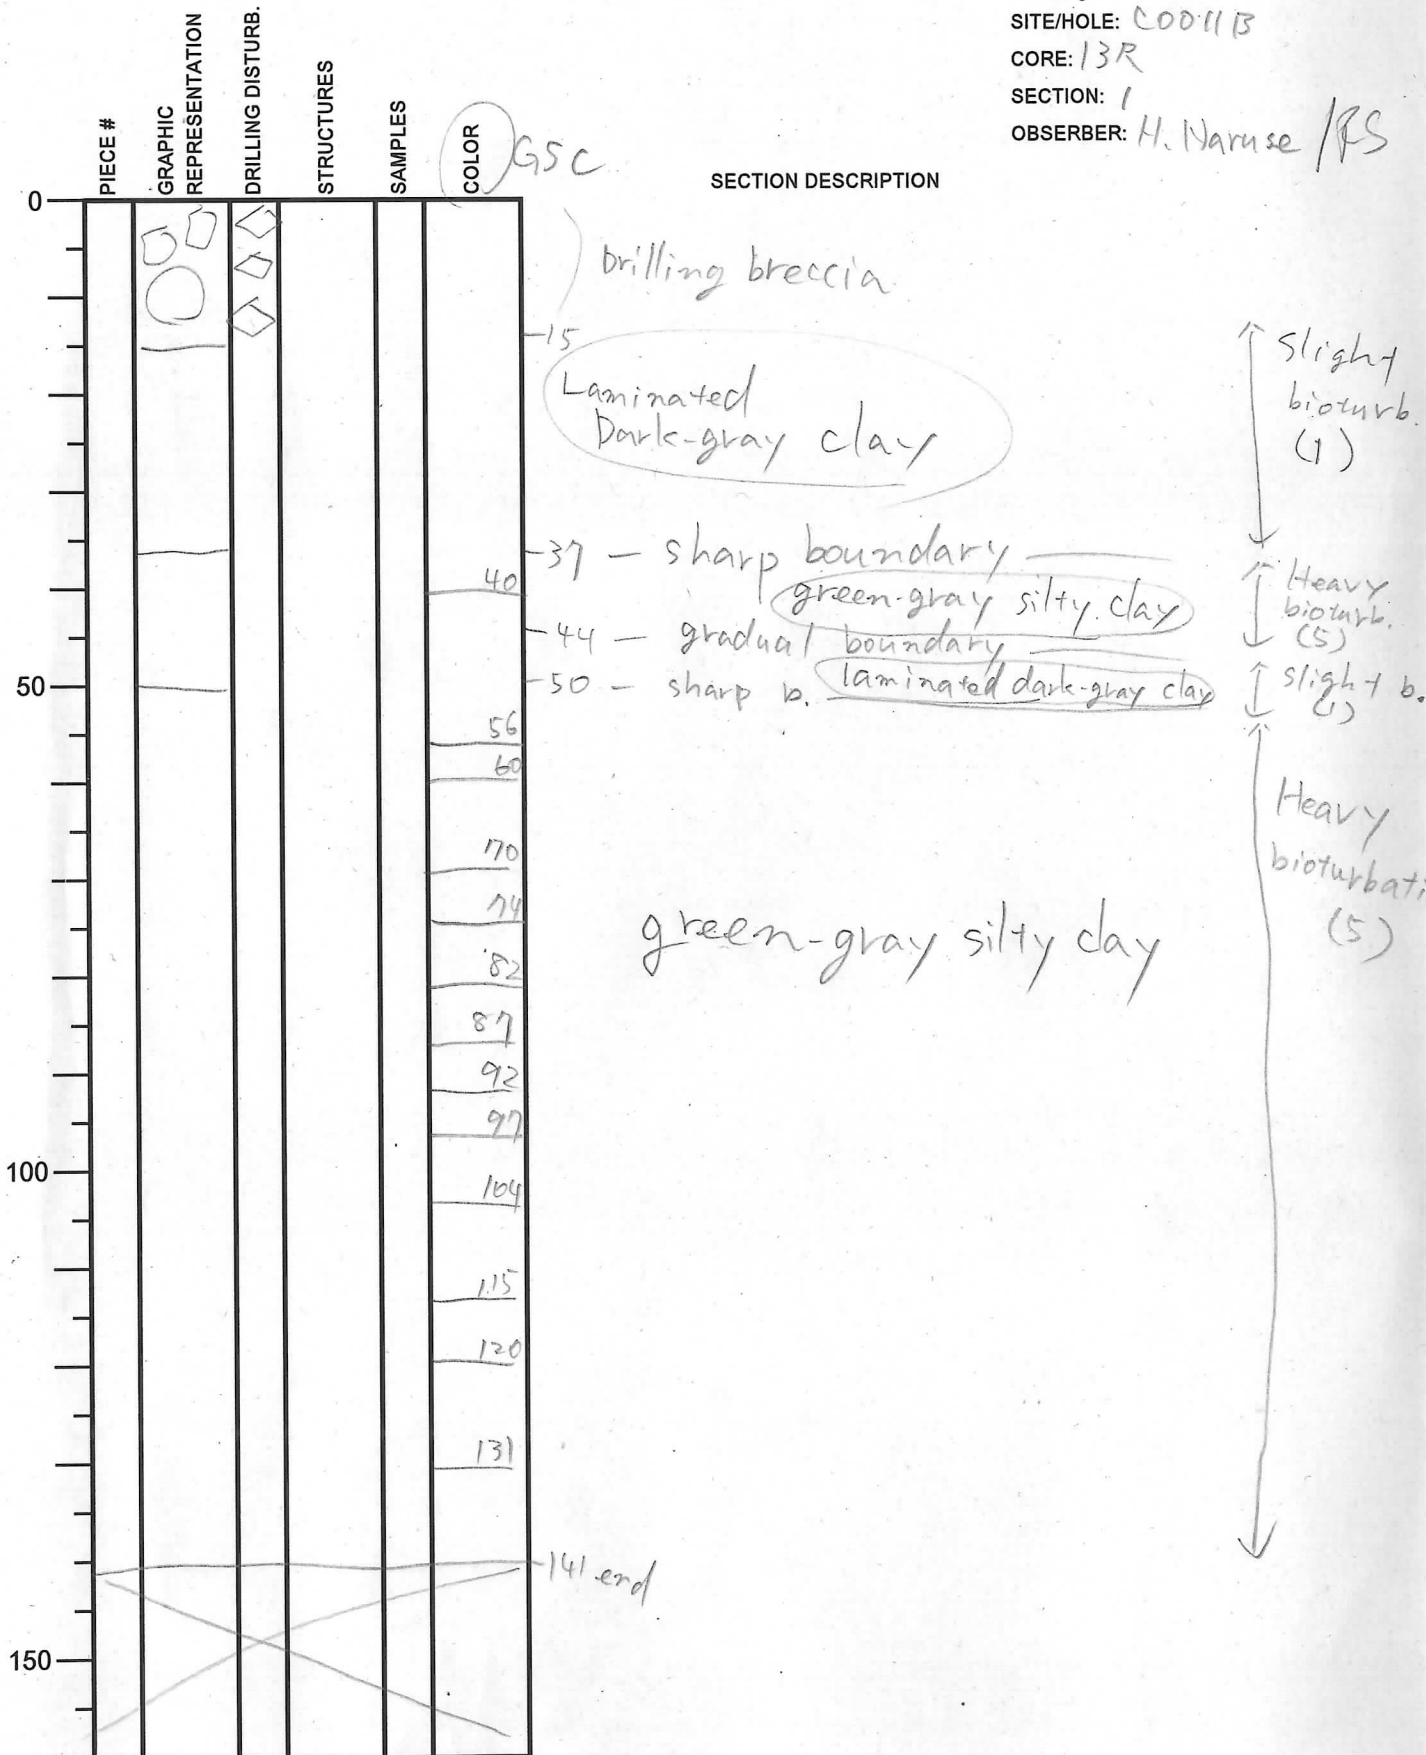 SITE/HOLE: C0011B
CORE: 13R
SECTION: 1
OBSERBER: H. Naruse /RS
PIECE #
GRAPHIC
REPRESENTATION
DRILLING DISTURB.
STRUCTURES
SAMPLES
COLOR
GSC
SECTION DESCRIPTION
0
Drilling breccia
15
Slight
bioturb.
(1)
Laminated
Dark-gray clay
37 — sharp boundary
40
green-gray silty clay
Heavy
bioturb.
(5)
44 — gradual boundary
50
50 — sharp b. laminated dark-gray clay
slight b.
(1)
56
60
70
74
82
87
92
97
Heavy
bioturbati
(5)
green-gray silty clay
100
104
115
120
131
141 end
150